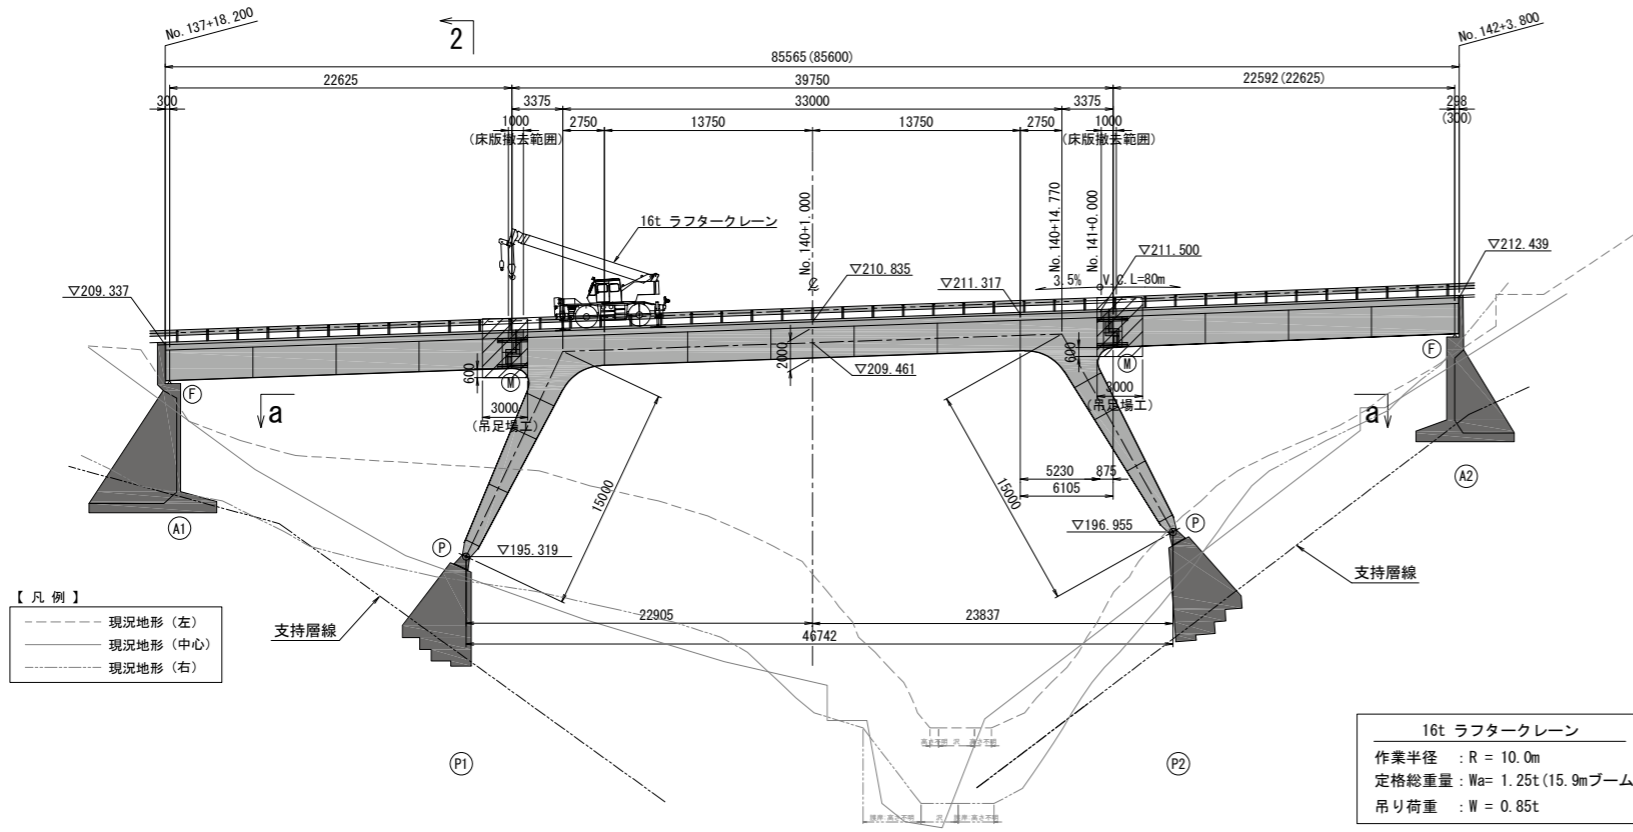 No.137+18.200
2
No.142+3.800
85565(85600)
22625
39750
22592(22625)
300
3375
33000
3375
298
(300)
1000
(床版撤去範囲)
2750
13750
13750
2750
1000
(床版撤去範囲)
16t ラフタークレーン
No.140+1.000
No.140+14.770
No.141+0.000
▽209.337
▽210.835
▽211.317
3.5%
V.C.L=80m
▽211.500
▽212.439
2000
▽209.461
600
600
F
M
M
F
3000
(吊足場工)
3000
(吊足場工)
a
a
15000
15000
5230
875
6105
A1
A2
P
▽195.319
▽196.955
P
支持層線
支持層線
22905
23837
46742
【 凡 例 】
現況地形 (左)
現況地形 (中心)
現況地形 (右)
P1
P2
16t ラフタークレーン
作業半径 : R = 10.0m
定格総重量 : Wa= 1.25t(15.9mブーム
吊り荷重 : W = 0.85t